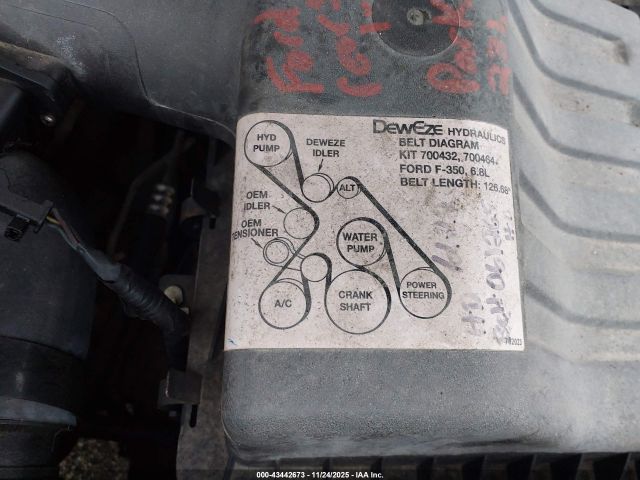 Ford
DewEze HYDRAULICS
BELT DIAGRAM
KIT 700432, 700464
FORD F-350, 6.8L
BELT LENGTH: 126.68"
HYD
PUMP
DEWEZE
IDLER
ALT
OEM
IDLER
OEM
TENSIONER
WATER
PUMP
A/C
CRANK
SHAFT
POWER
STEERING
000-43442673 - 11/24/2025 - IAA Inc.